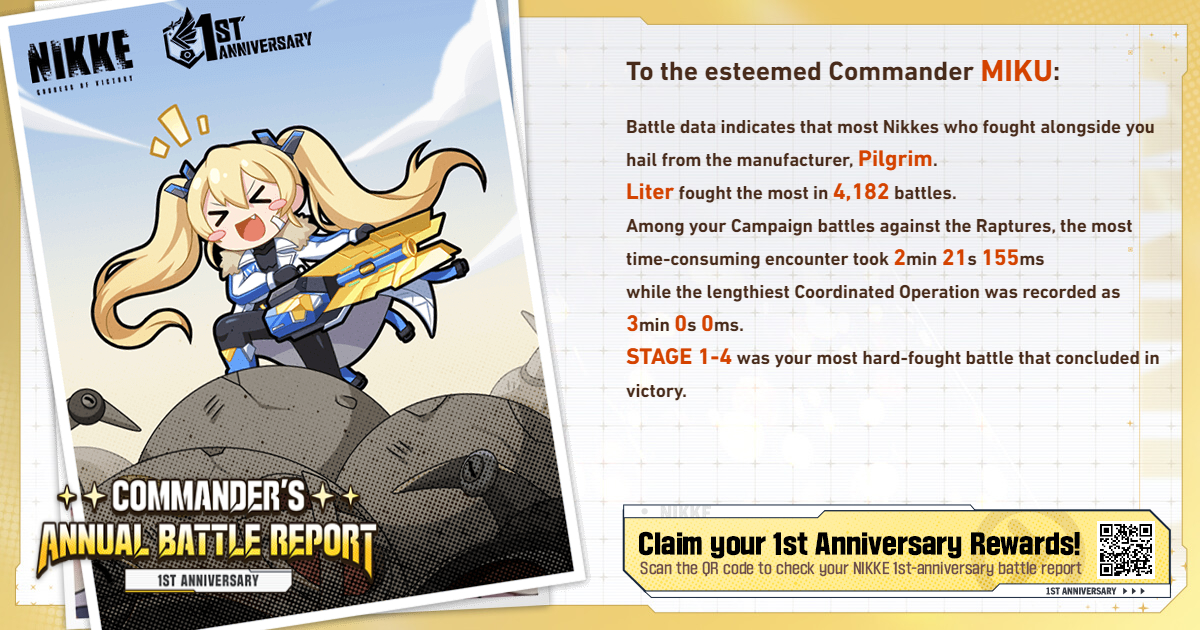 NIKKE
GODDESS OF VICTORY
1ST
ANNIVERSARY
To the esteemed Commander MIKU:
Battle data indicates that most Nikkes who fought alongside you
hail from the manufacturer, Pilgrim.
Liter fought the most in 4,182 battles.
Among your Campaign battles against the Raptures, the most
time-consuming encounter took 2min 21s 155ms
while the lengthiest Coordinated Operation was recorded as
3min 0s 0ms.
STAGE 1-4 was your most hard-fought battle that concluded in
victory.
COMMANDER'S
ANNUAL BATTLE REPORT
1ST ANNIVERSARY
NIKKE
Claim your 1st Anniversary Rewards!
Scan the QR code to check your NIKKE 1st-anniversary battle report
1ST ANNIVERSARY